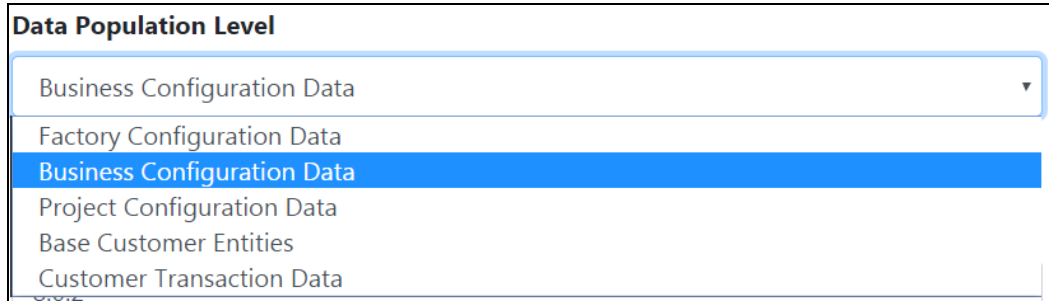 Data Population Level
Business Configuration Data
Factory Configuration Data
Business Configuration Data
Project Configuration Data
Base Customer Entities
Customer Transaction Data